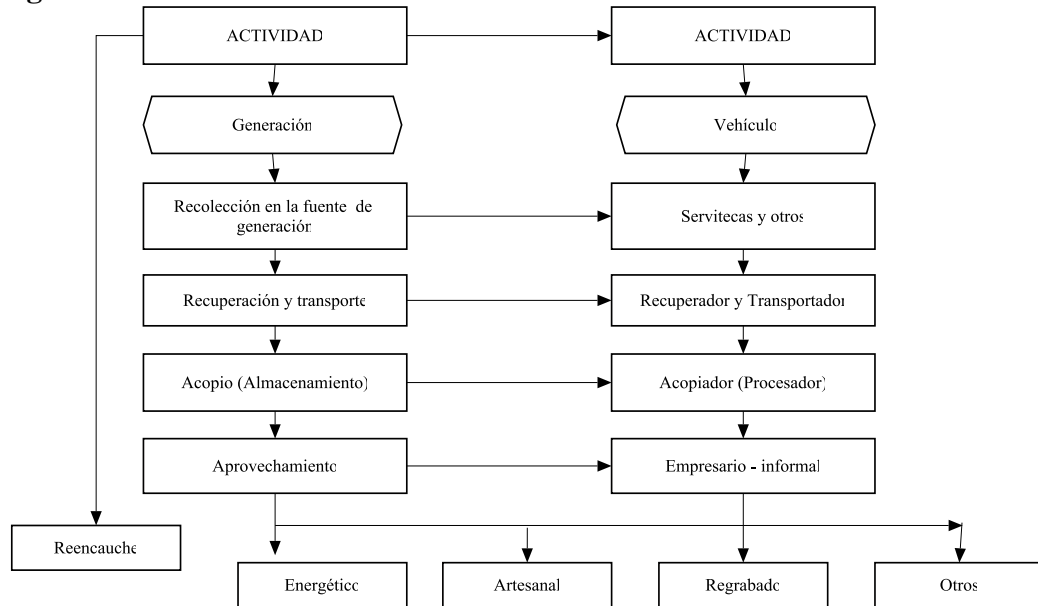 g
ACTIVIDAD
ACTIVIDAD
Generación
Vehículo
Recolección en la fuente de
generación
Servitecas y otros
Recuperación y transporte
Recuperador y Transportador
Acopio (Almacenamiento)
Acopiador (Procesador)
Aprovechamiento
Empresario - informal
Reencauche
Energético
Artesanal
Regrabado
Otros